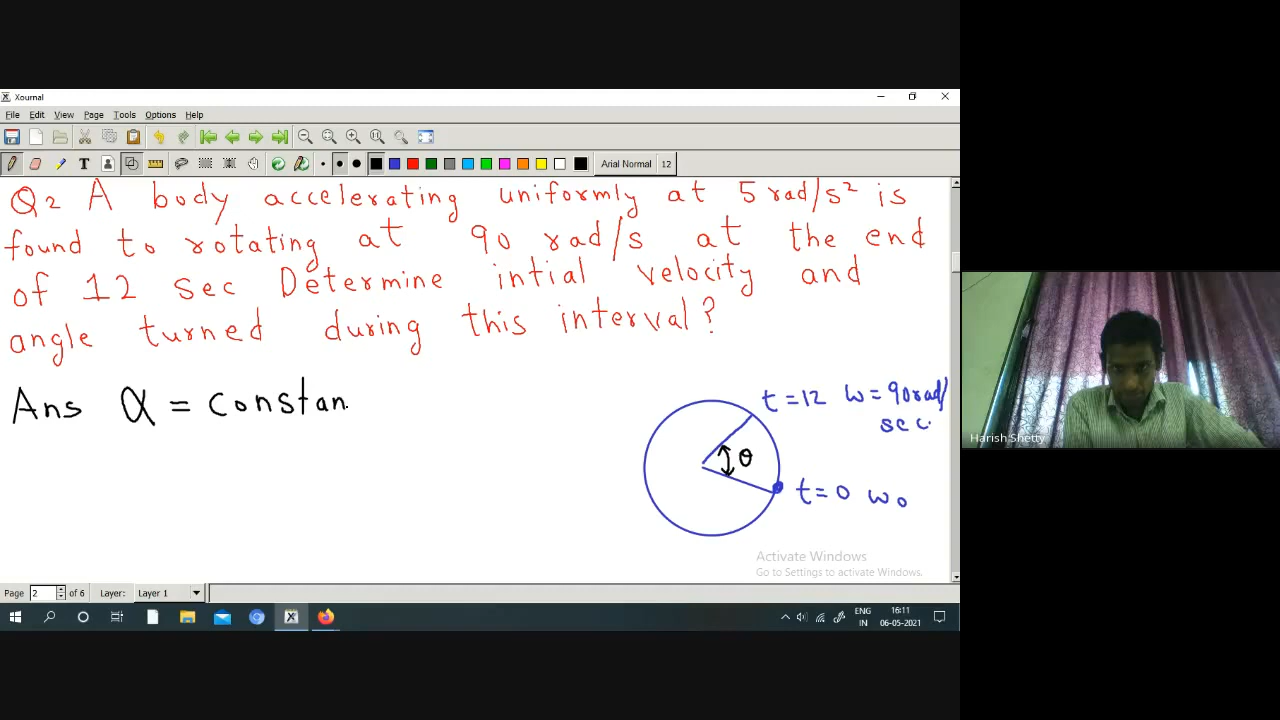 Xournal
File Edit View Page Tools Options Help
Arial Normal 12
Q2 A body accelerating uniformly at 5 rad/s² is
found to rotating at 90 rad/s at the end
of 12 sec Determine intial velocity and
angle turned during this interval?
Ans α = constan
t=12 w=90rad/
sec.
θ
t=0 w0
Harish Shetty
Activate Windows
Go to Settings to activate Windows.
Page 2 of 6 Layer: Layer 1
ENG
IN
16:11
06-05-2021